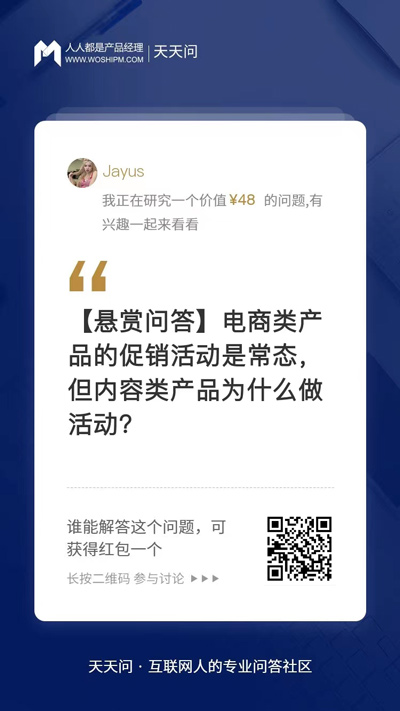 人人都是产品经理
WWW.WOSHIPM.COM
天天问
Jayus
我正在研究一个价值 ¥48 的问题,有
兴趣一起来看看
【悬赏问答】电商类产
品的促销活动是常态，
但内容类产品为什么做
活动？
谁能解答这个问题，可
获得红包一个
长按二维码 参与讨论
天天问 · 互联网人的专业问答社区